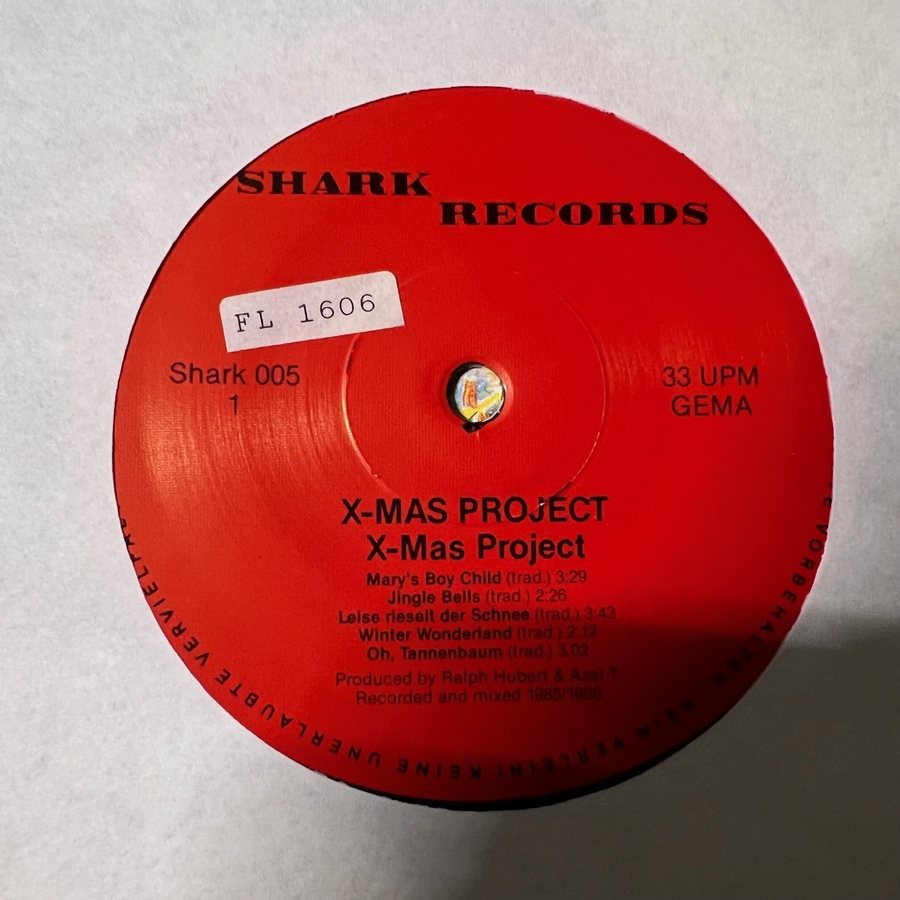 SHARK
RECORDS
FL 1606
Shark 005
1
33 UPM
GEMA
X-MAS PROJECT
X-Mas Project
Mary's Boy Child (trad.) 3:29
Jingle Bells (trad.) 2:26
Leise rieselt der Schnee (trad.) 3:43
Winter Wonderland (trad.) 2:12
Oh, Tannenbaum (trad.) 3.02
Produced by Ralph Hubert & Axel T.
Recorded and mixed 1985/1986
VORBEHALTEN KEIN VERLEIH! KEINE UNERLAUBTE